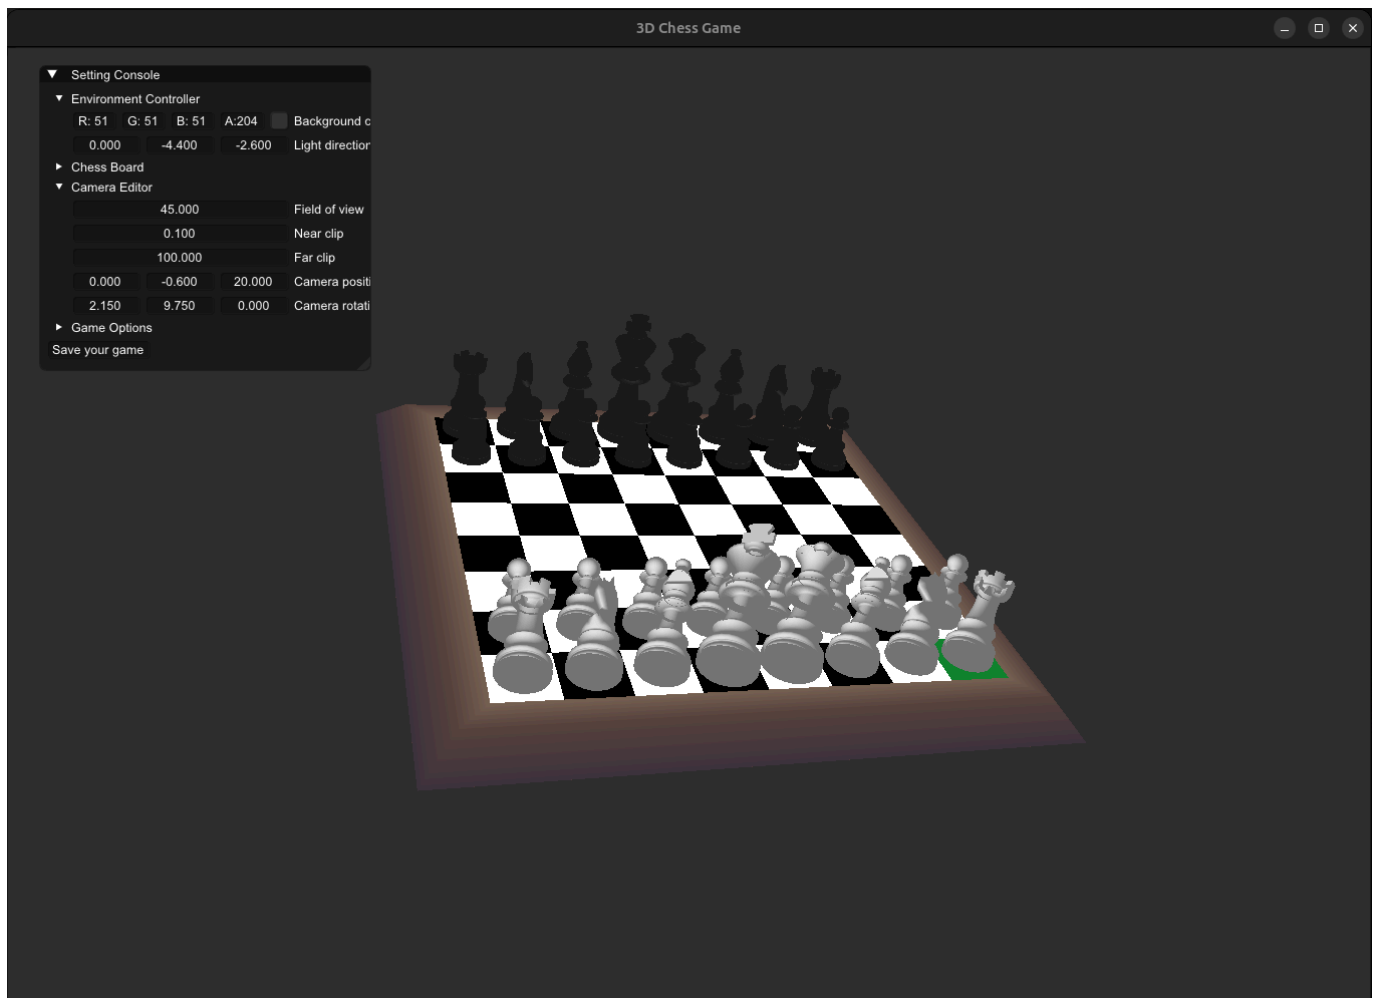 3D Chess Game
Setting Console
Environment Controller
R: 51 G: 51 B: 51 A:204 Background c
0.000 -4.400 -2.600 Light direction
Chess Board
Camera Editor
45.000 Field of view
0.100 Near clip
100.000 Far clip
0.000 -0.600 20.000 Camera positi
2.150 9.750 0.000 Camera rotati
Game Options
Save your game